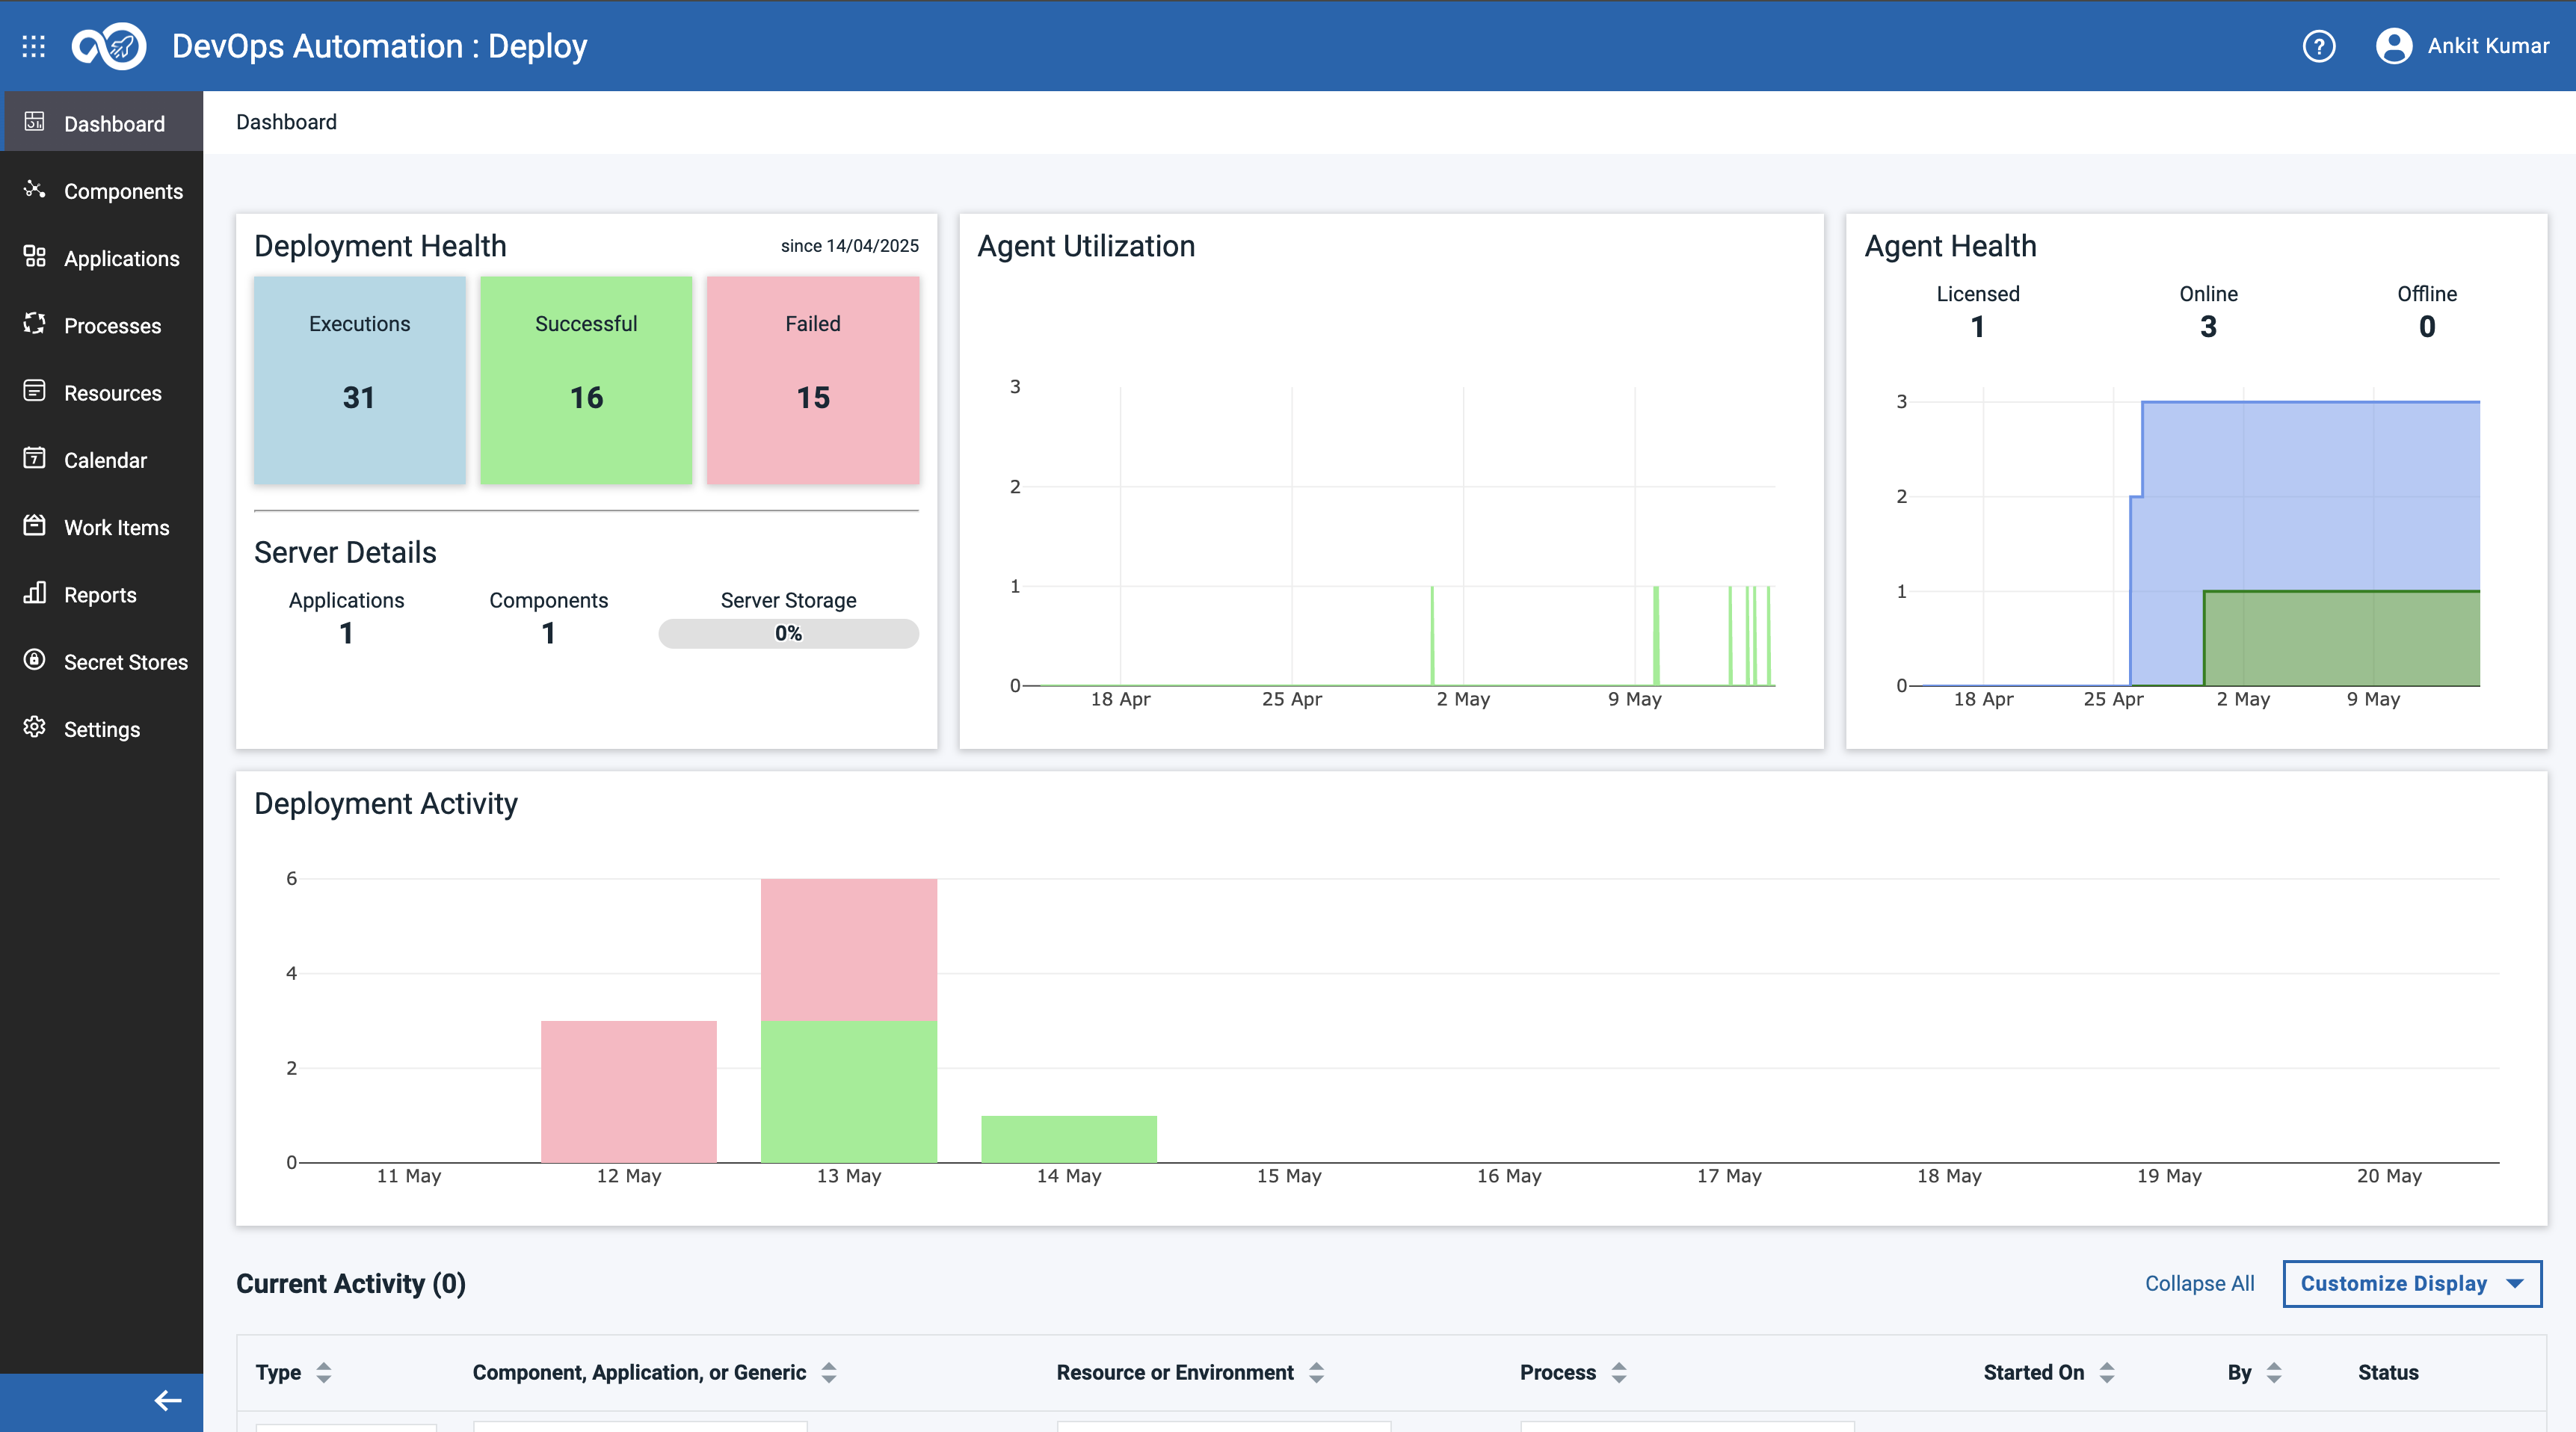 DevOps Automation : Deploy
?
Ankit Kumar
Dashboard
Components
Applications
Processes
Resources
7
Calendar
Work Items
Reports
Secret Stores
Settings
Dashboard
Deployment Health
since 14/04/2025
Executions
31
Successful
16
Failed
15
Server Details
Applications
1
Components
1
Server Storage
0%
Agent Utilization
3
2
1
0
18 Apr 25 Apr 2 May 9 May
Agent Health
Licensed
1
Online
3
Offline
0
3
2
1
0
18 Apr 25 Apr 2 May 9 May
Deployment Activity
6
4
2
0
11 May 12 May 13 May 14 May 15 May 16 May 17 May 18 May 19 May 20 May
Current Activity (0)
Collapse All
Customize Display
Type Component, Application, or Generic Resource or Environment Process Started On By Status